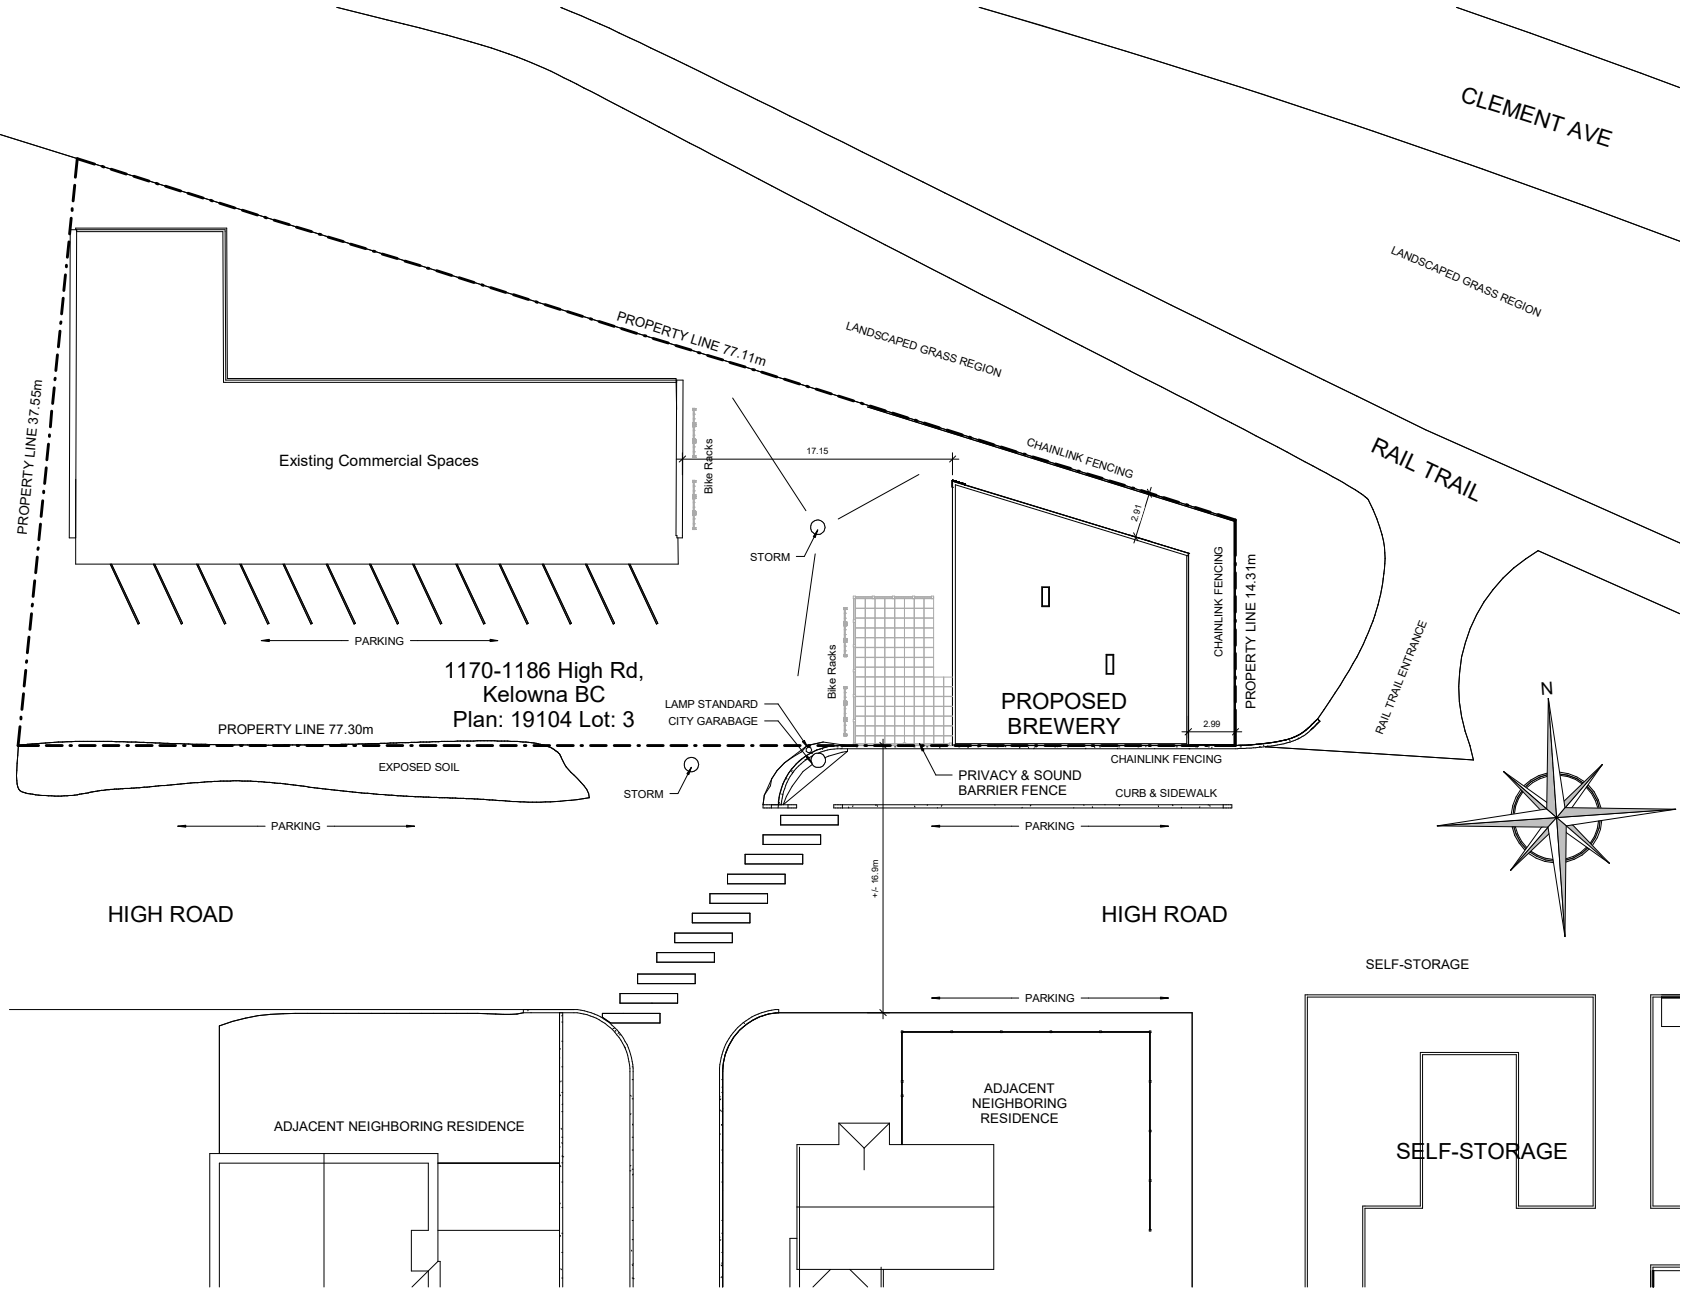 CLEMENT AVE
LANDSCAPED GRASS REGION
LANDSCAPED GRASS REGION
PROPERTY LINE 77.11m
PROPERTY LINE 37.55m
Existing Commercial Spaces
Bike Racks
17.15
CHAINLINK FENCING
RAIL TRAIL
2.91
STORM
CHAINLINK FENCING
PROPERTY LINE 14.31m
PARKING
1170-1186 High Rd,
Kelowna BC
Plan: 19104 Lot: 3
Bike Racks
RAIL TRAIL ENTRANCE
PROPOSED
BREWERY
LAMP STANDARD
CITY GARABAGE
2.99
N
PROPERTY LINE 77.30m
EXPOSED SOIL
CHAINLINK FENCING
PRIVACY & SOUND
BARRIER FENCE
STORM
CURB & SIDEWALK
PARKING
PARKING
+/- 16.9m
HIGH ROAD
HIGH ROAD
SELF-STORAGE
PARKING
ADJACENT
NEIGHBORING
RESIDENCE
ADJACENT NEIGHBORING RESIDENCE
SELF-STORAGE